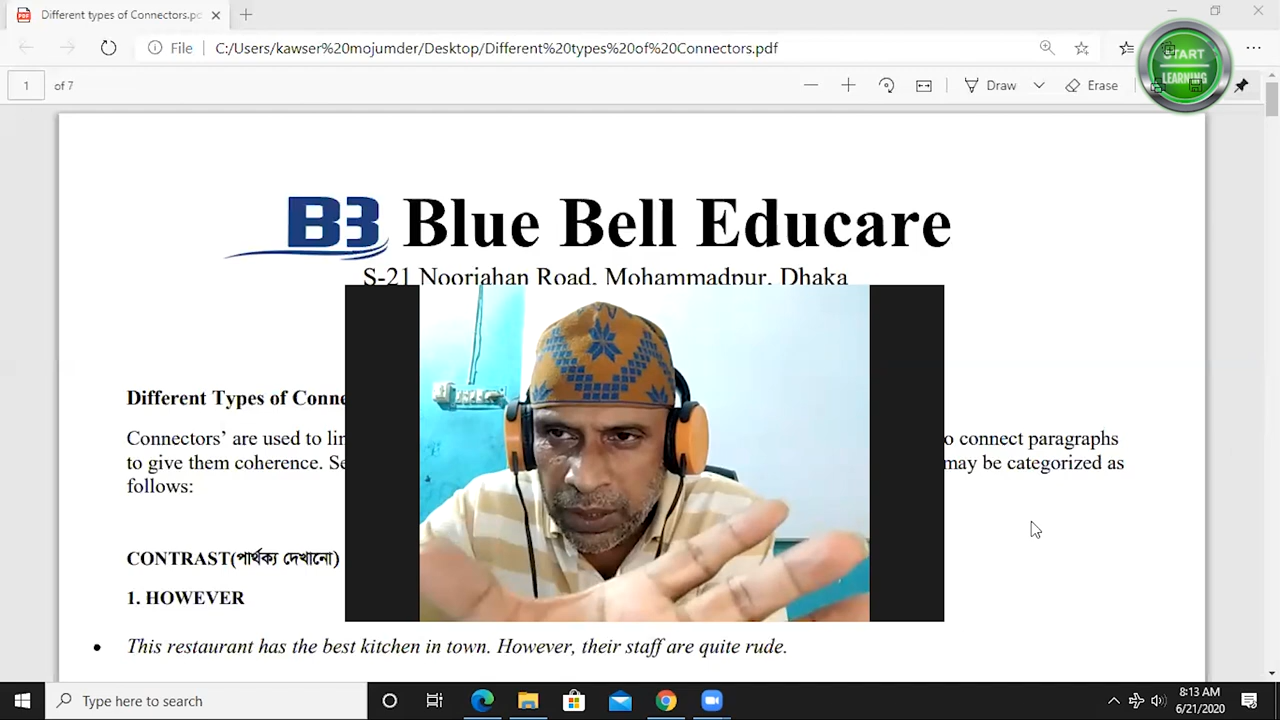 Different types of Connectors.pd
START
LEARNING
File
C:/Users/kawser%20mojumder/Desktop/Different%20types%20of%20Connectors.pdf
1 of 7
Draw
Erase
B3 Blue Bell Educare
S-21 Noorjahan Road, Mohammadpur, Dhaka
Different Types of Conne
Connectors' are used to lin o connect paragraphs
to give them coherence. Se may be categorized as
follows:
CONTRAST(পার্থক্য দেখানো)
1. HOWEVER
• This restaurant has the best kitchen in town. However, their staff are quite rude.
Type here to search
8:13 AM
6/21/2020